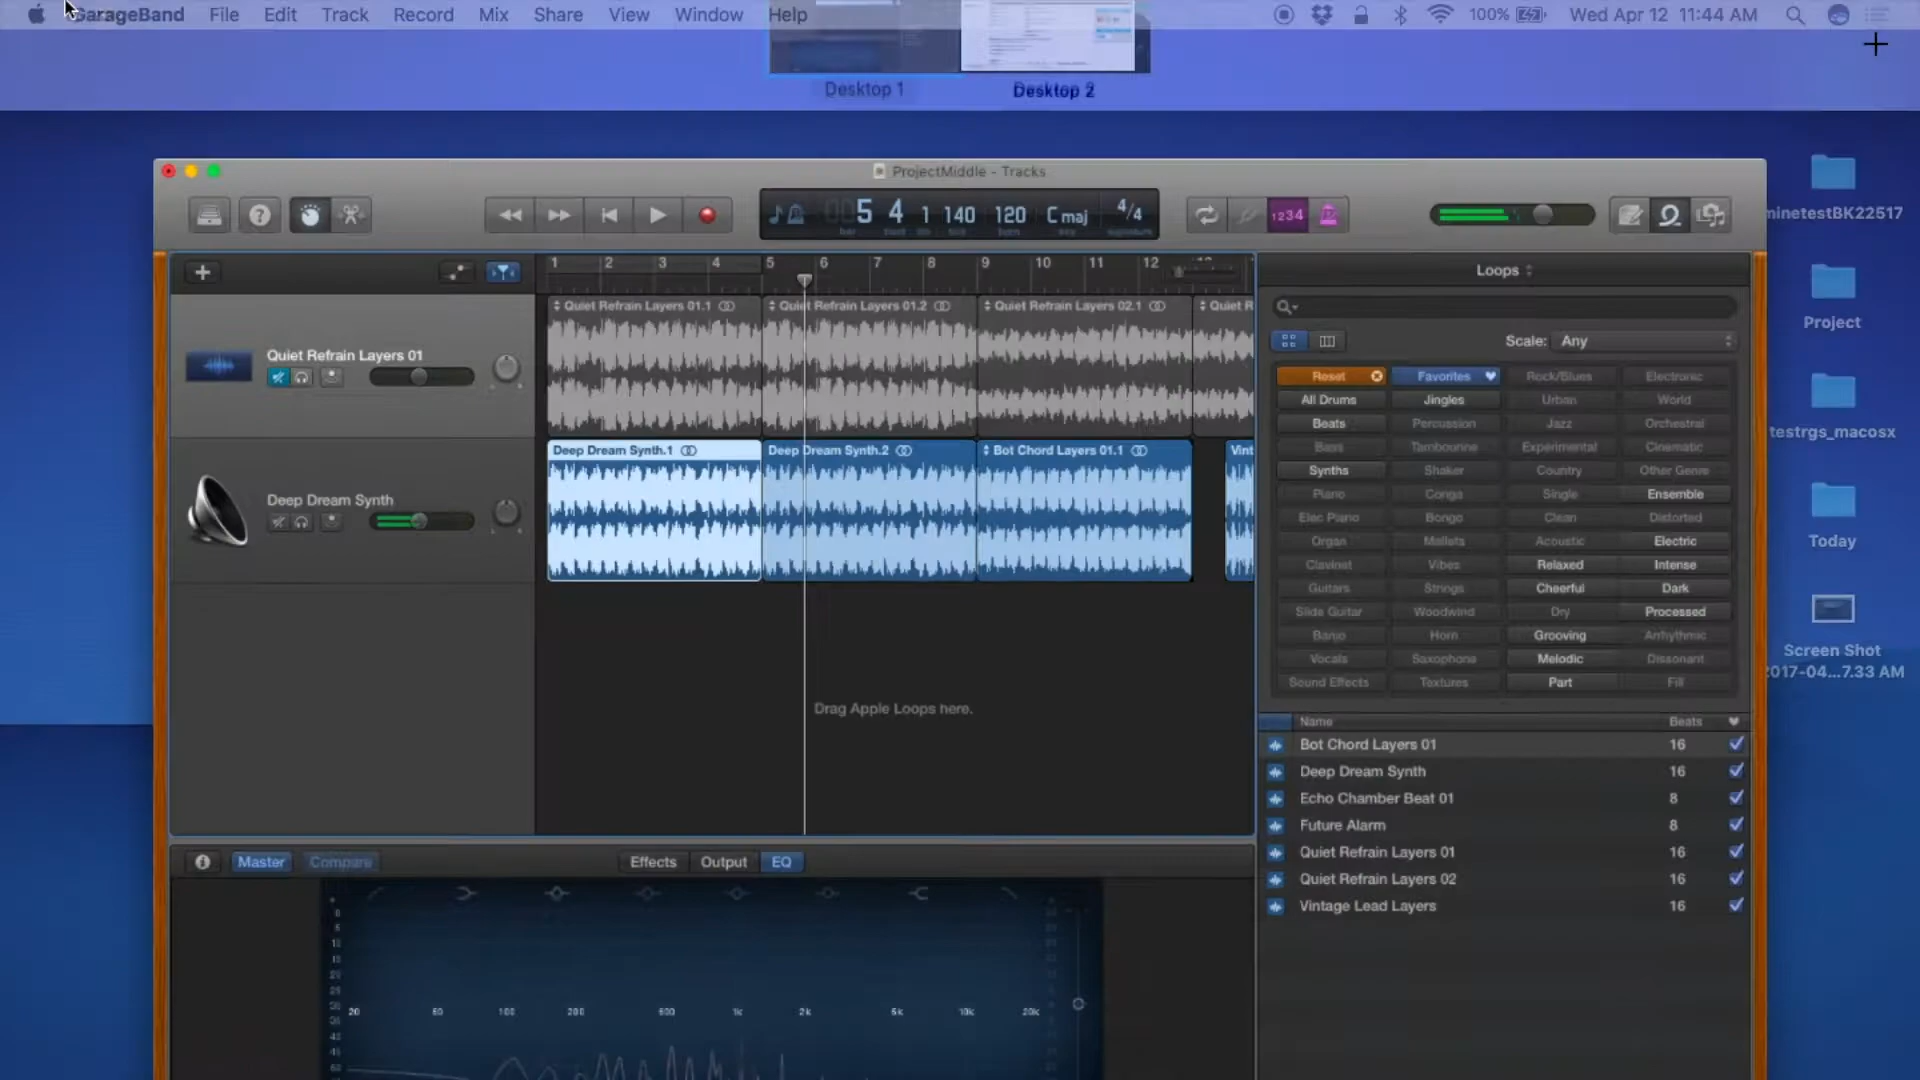 GarageBand File Edit Track Record Mix Share View Window Help 100% Wed Apr 12 11:44 AM
Desktop 1 Desktop 2
ProjectMiddle - Tracks
5 4 1 140 120 Cmaj 4/4
bar key signature
1234
minetestBK22517
Project
testrgs_macosx
Today
Screen Shot
2017-04...7.33 AM
1 2 3 4 5 6 7 8 9 10 11 12
Quiet Refrain Layers 01.1 Quiet Refrain Layers 01.2 Quiet Refrain Layers 02.1 Quiet R
Quiet Refrain Layers 01
Deep Dream Synth.1 Deep Dream Synth.2 Bot Chord Layers 01.1 Vint
Deep Dream Synth
Drag Apple Loops here.
Loops
Scale: Any
Reset Favorites Rock/Blues Electronic
All Drums Jingles Urban World
Beats Percussion Jazz Orchestral
Bass Tambourine Experimental Cinematic
Synths Shaker Country Other Genre
Piano Conga Single Ensemble
Elec Piano Bongo Clean Distorted
Organ Mallets Acoustic Electric
Clavinet Vibes Relaxed Intense
Guitars Strings Cheerful Dark
Slide Guitar Woodwind Dry Processed
Banjo Horn Grooving Arrhythmic
Vocals Saxophone Melodic Dissonant
Sound Effects Textures Part Fill
Name Beats
Bot Chord Layers 01 16
Deep Dream Synth 16
Echo Chamber Beat 01 8
Future Alarm 8
Quiet Refrain Layers 01 16
Quiet Refrain Layers 02 16
Vintage Lead Layers 16
Master Compare Effects Output EQ
20 50 100 200 500 1k 2k 5k 10k 20k